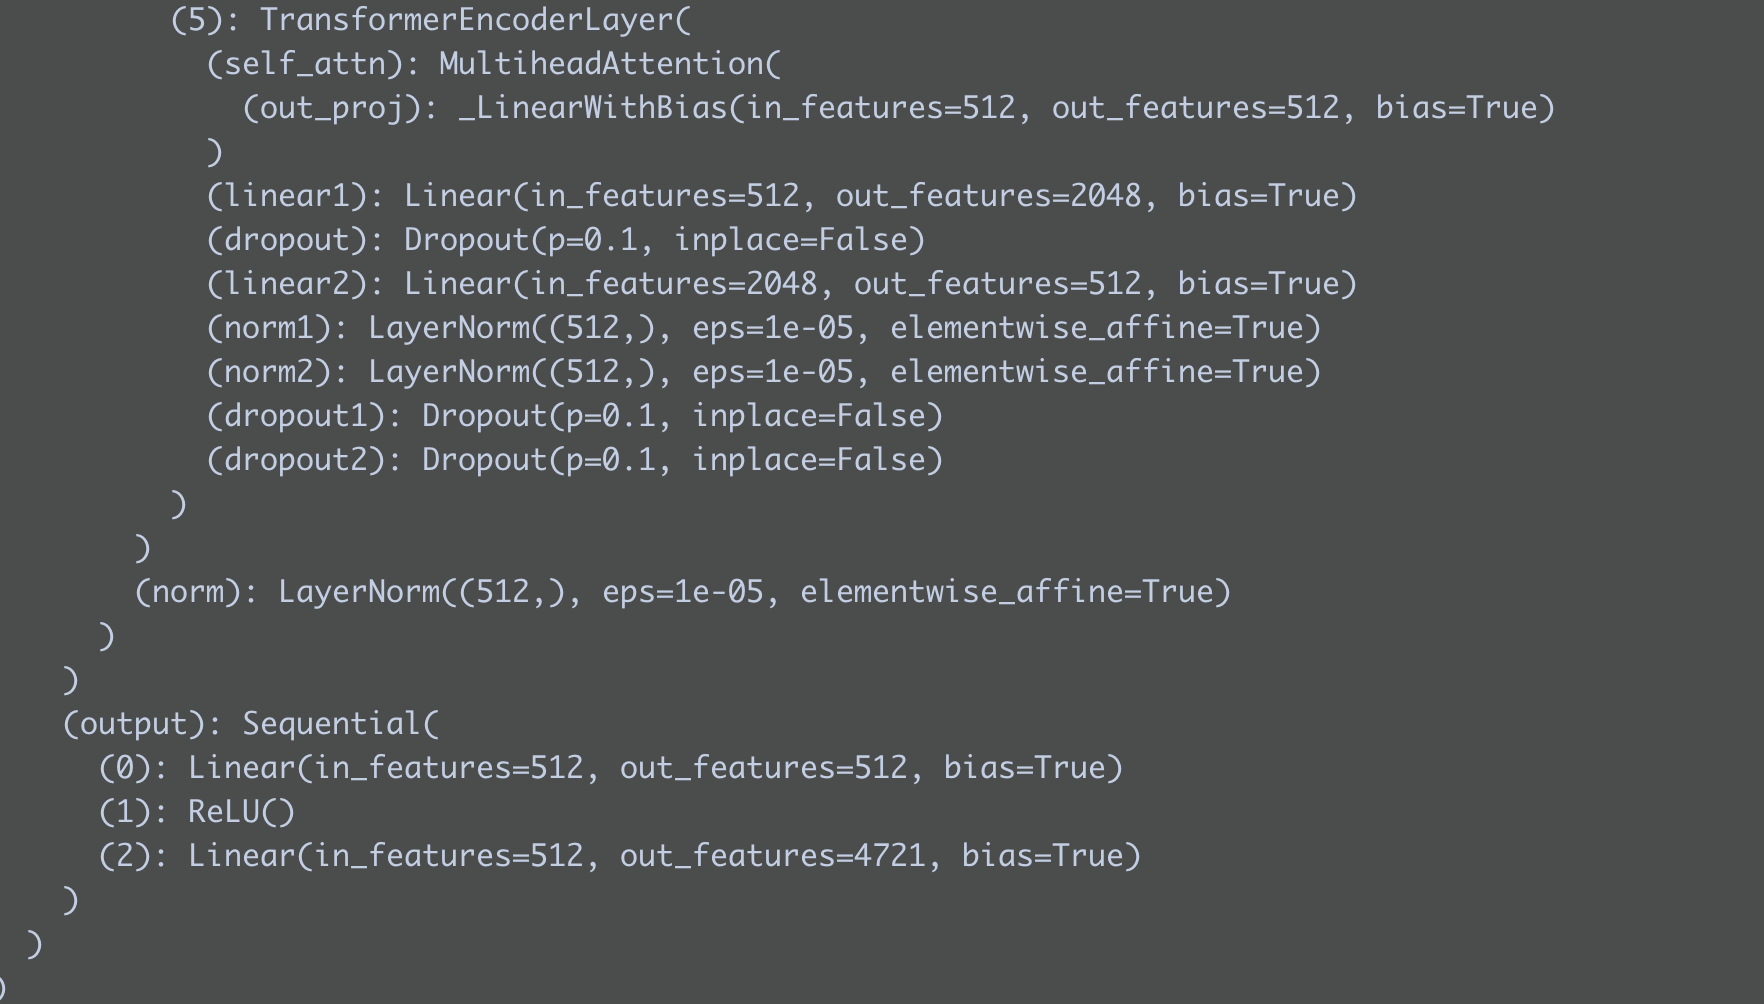 (5): TransformerEncoderLayer(
(self_attn): MultiheadAttention(
(out_proj): _LinearWithBias(in_features=512, out_features=512, bias=True)
)
(linear1): Linear(in_features=512, out_features=2048, bias=True)
(dropout): Dropout(p=0.1, inplace=False)
(linear2): Linear(in_features=2048, out_features=512, bias=True)
(norm1): LayerNorm((512,), eps=1e-05, elementwise_affine=True)
(norm2): LayerNorm((512,), eps=1e-05, elementwise_affine=True)
(dropout1): Dropout(p=0.1, inplace=False)
(dropout2): Dropout(p=0.1, inplace=False)
)
)
(norm): LayerNorm((512,), eps=1e-05, elementwise_affine=True)
)
)
(output): Sequential(
(0): Linear(in_features=512, out_features=512, bias=True)
(1): ReLU()
(2): Linear(in_features=512, out_features=4721, bias=True)
)
)
)